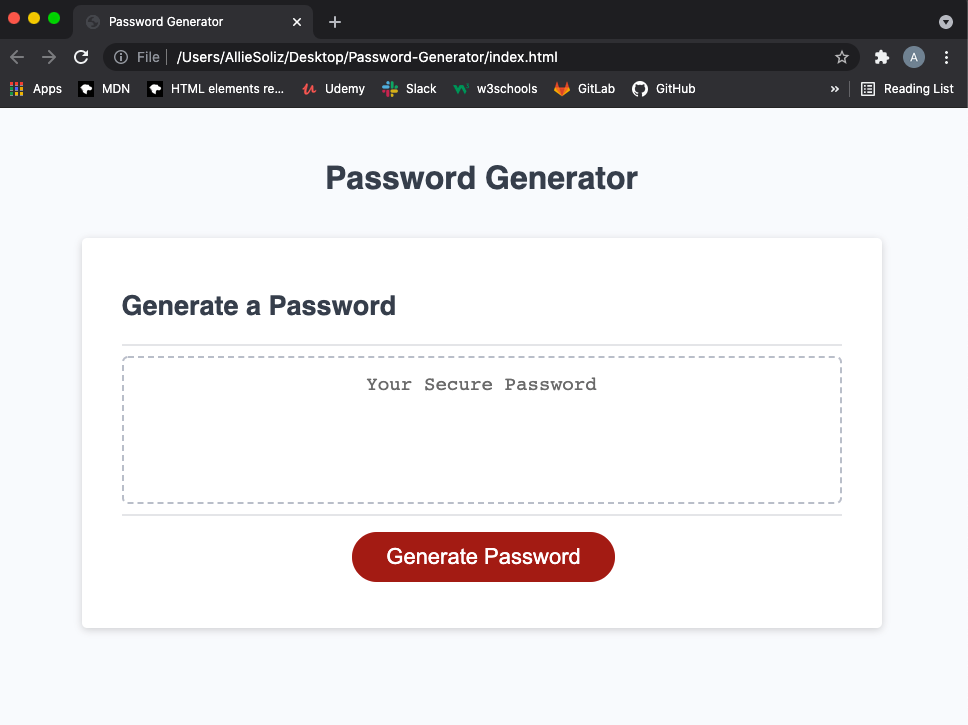 Password Generator
File /Users/AllieSoliz/Desktop/Password-Generator/index.html
A
Apps MDN HTML elements re... Udemy Slack w3schools GitLab GitHub » Reading List
Password Generator
Generate a Password
Your Secure Password
Generate Password